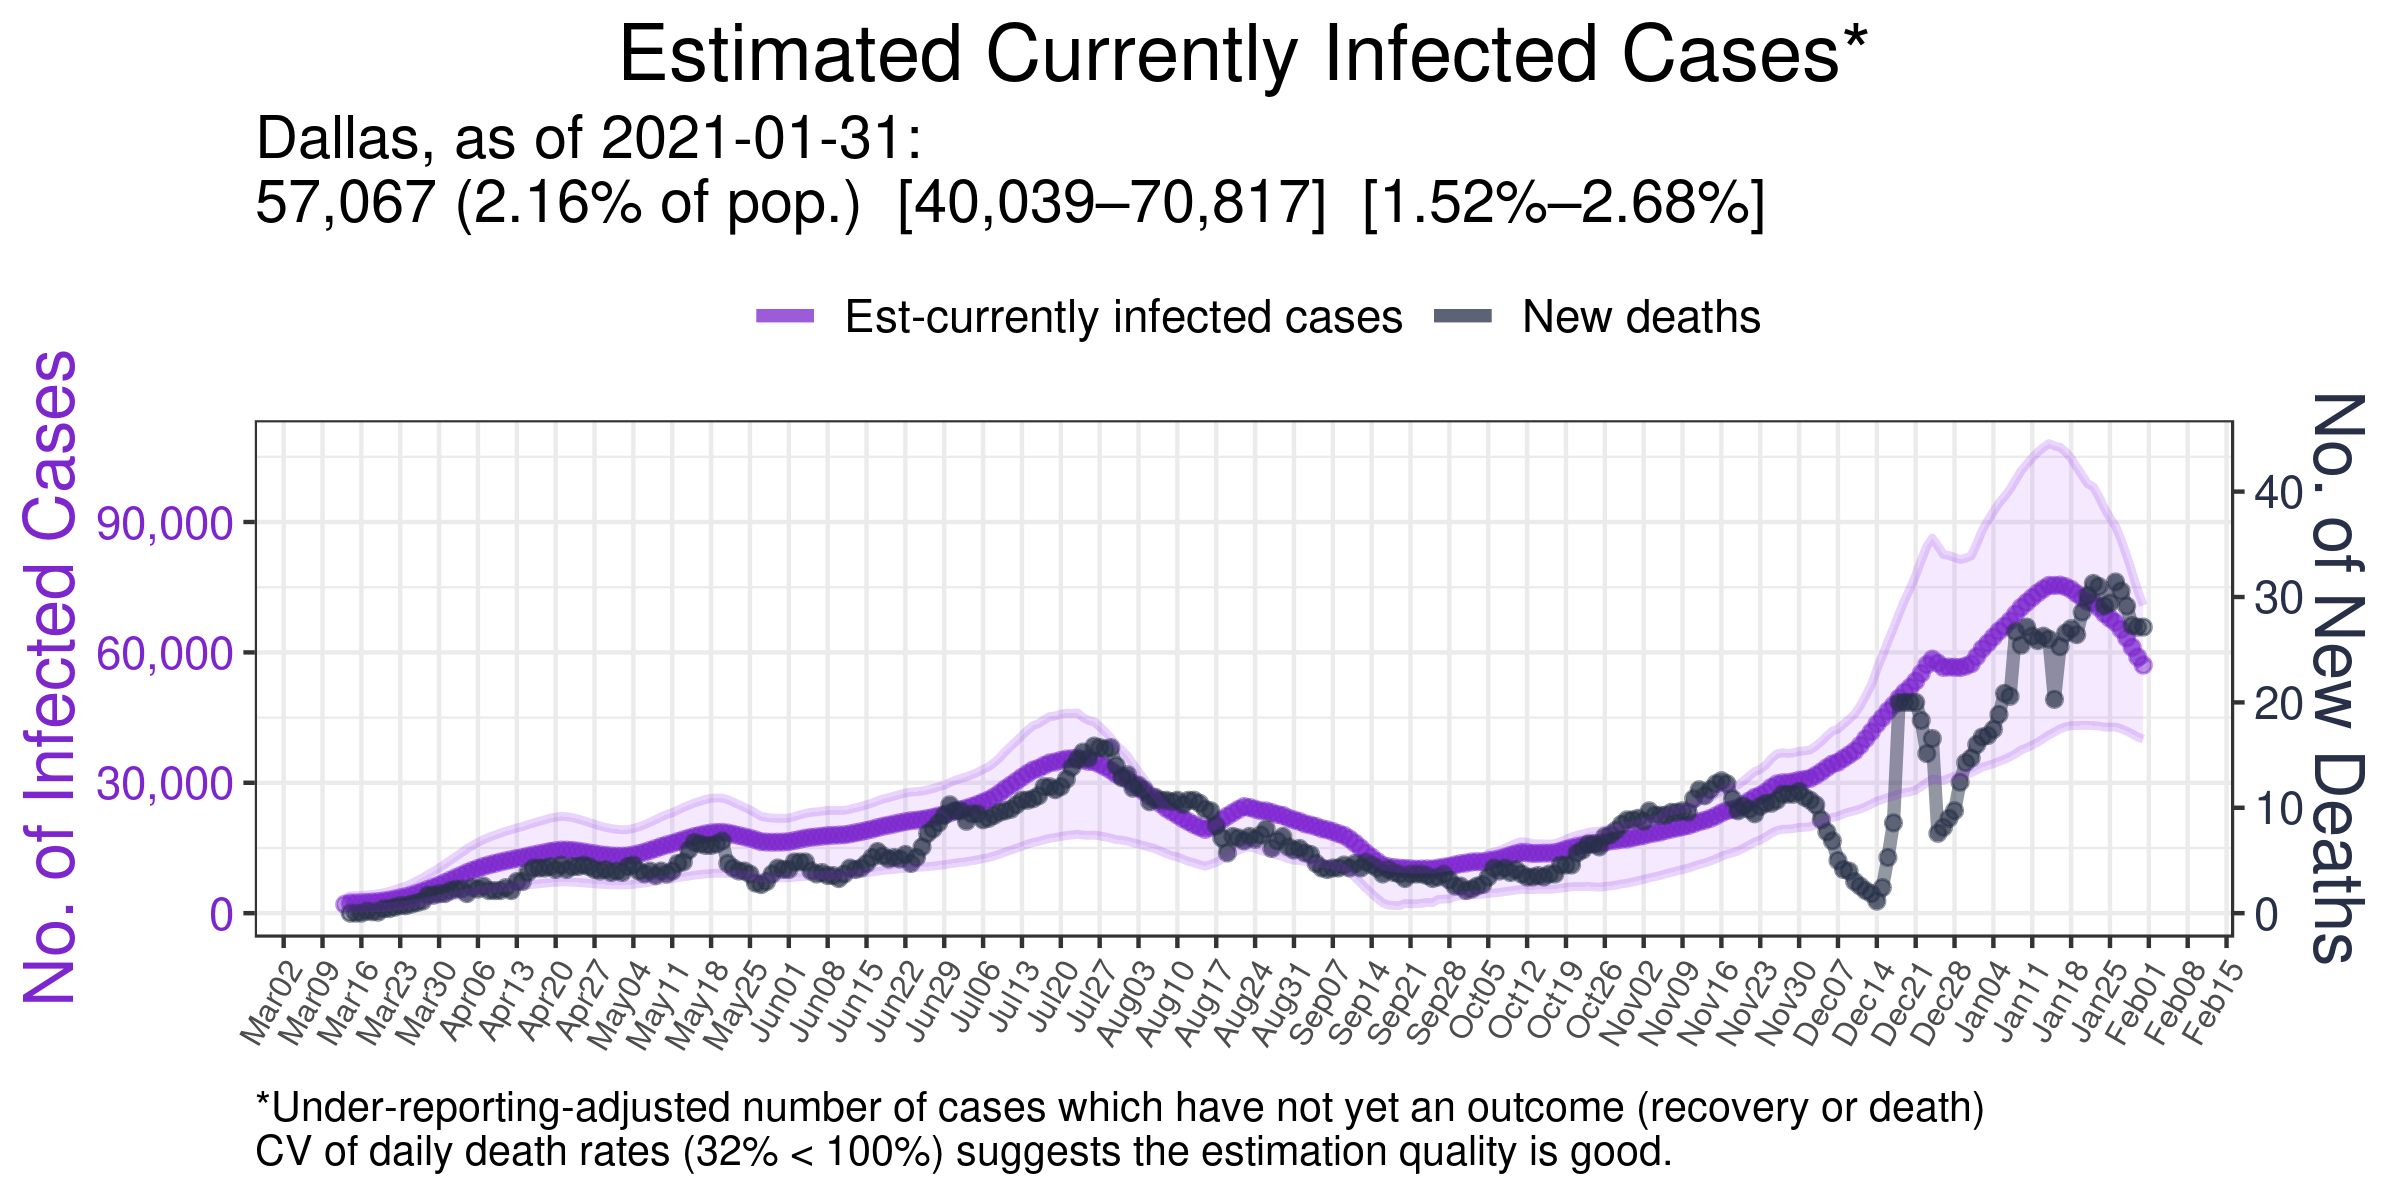 Estimated Currently Infected Cases*
Dallas, as of 2021-01-31:
57,067 (2.16% of pop.) [40,039–70,817] [1.52%–2.68%]
Est-currently infected cases New deaths
No. of Infected Cases
90,000
60,000
30,000
0
40
30
20
10
0
No. of New Deaths
Mar02 Mar09 Mar16 Mar23 Mar30 Apr06 Apr13 Apr20 Apr27 May04 May11 May18 May25 Jun01 Jun08 Jun15 Jun22 Jun29 Jul06 Jul13 Jul20 Jul27 Aug03 Aug10 Aug17 Aug24 Aug31 Sep07 Sep14 Sep21 Sep28 Oct05 Oct12 Oct19 Oct26 Nov02 Nov09 Nov16 Nov23 Nov30 Dec07 Dec14 Dec21 Dec28 Jan04 Jan11 Jan18 Jan25 Feb01 Feb08 Feb15
*Under-reporting-adjusted number of cases which have not yet an outcome (recovery or death)
CV of daily death rates (32% < 100%) suggests the estimation quality is good.